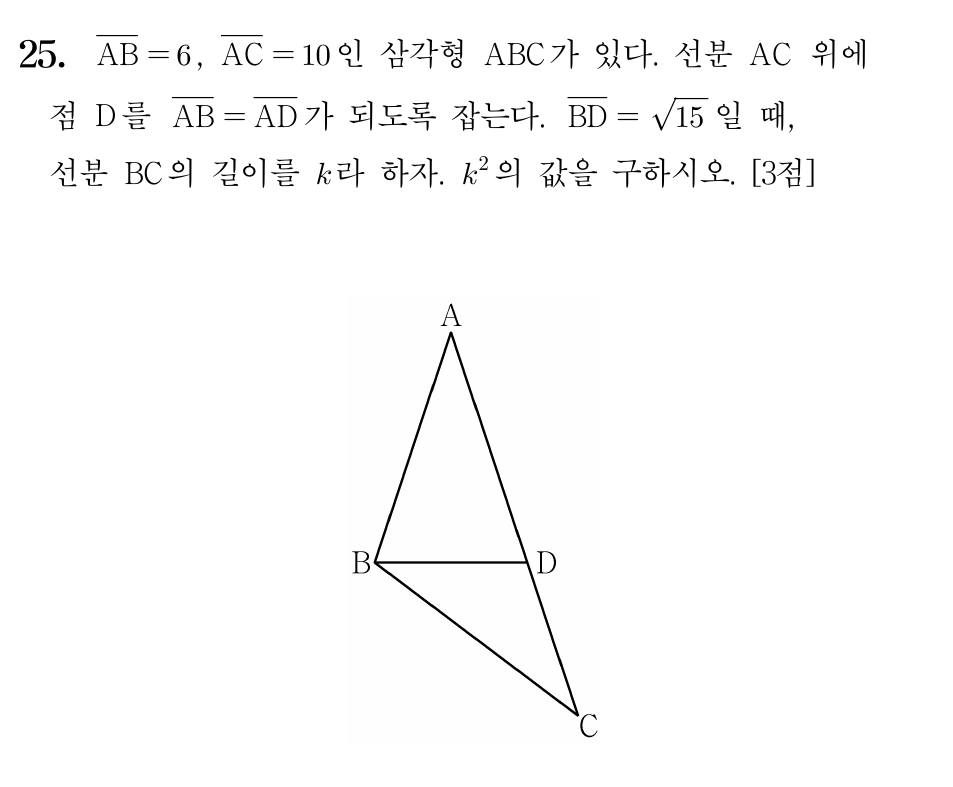 25. AB = 6, AC = 10인 삼각형 ABC가 있다. 선분 AC 위에
점 D를 AB = AD가 되도록 잡는다. BD = √15 일 때,
선분 BC의 길이를 k라 하자. k²의 값을 구하시오. [3점]
A
B
D
C